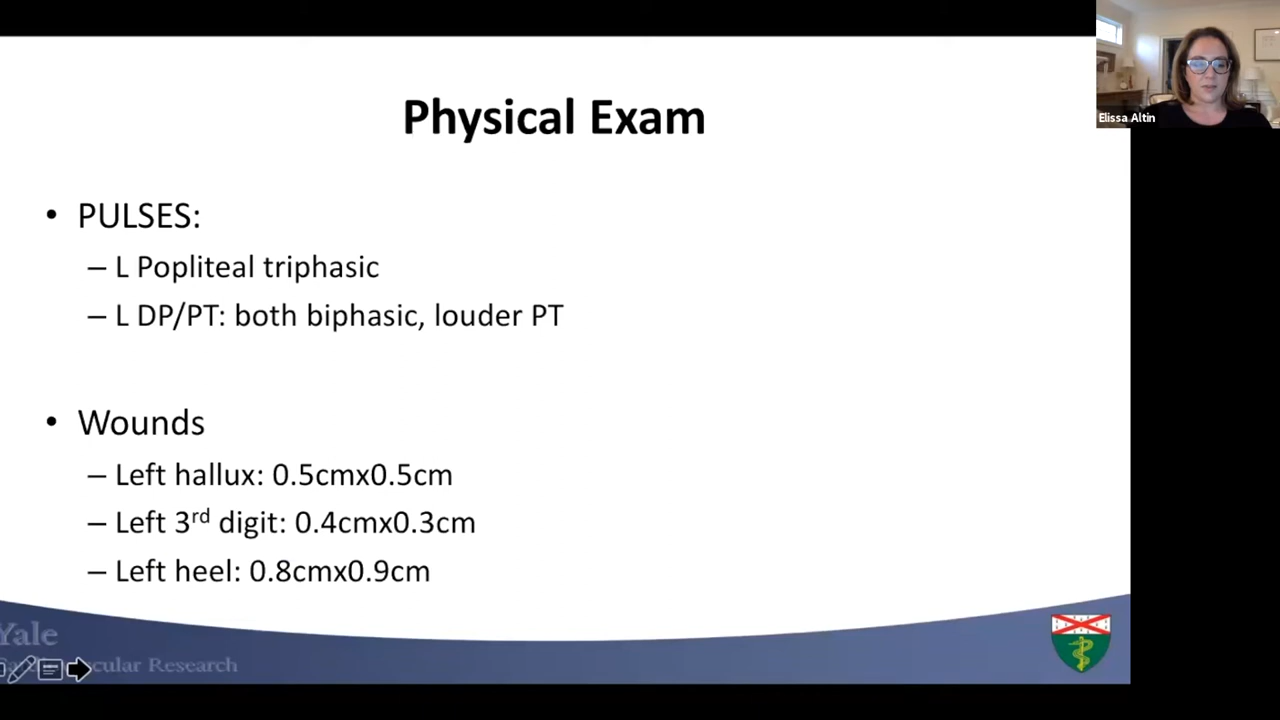 Physical Exam
Elissa Altin
• PULSES:
– L Popliteal triphasic
– L DP/PT: both biphasic, louder PT
• Wounds
– Left hallux: 0.5cmx0.5cm
– Left 3rd digit: 0.4cmx0.3cm
– Left heel: 0.8cmx0.9cm
Yale
cular Research